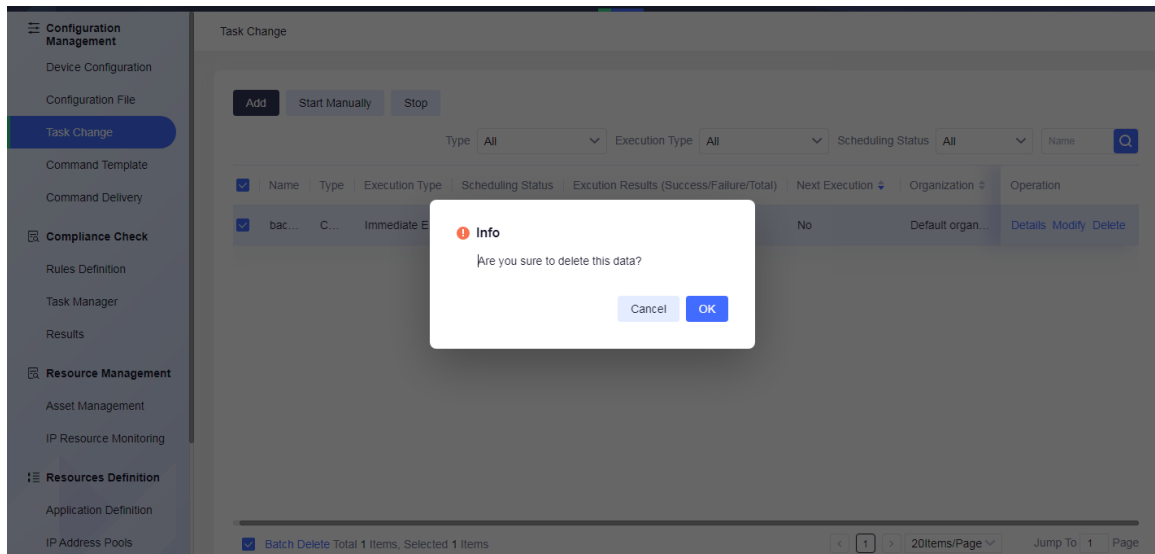 Configuration
Management
Device Configuration
Configuration File
Task Change
Command Template
Command Delivery
Compliance Check
Rules Definition
Task Manager
Results
Resource Management
Asset Management
IP Resource Monitoring
Resources Definition
Application Definition
IP Address Pools
Task Change
Add Start Manually Stop
Type All Execution Type All Scheduling Status All Name
Name Type Execution Type Scheduling Status Excution Results (Success/Failure/Total) Next Execution Organization Operation
bac... C... Immediate E No Default organ... Details Modify Delete
Info
Are you sure to delete this data?
Cancel OK
Batch Delete Total 1 Items, Selected 1 Items < 1 > 20Items/Page Jump To 1 Page